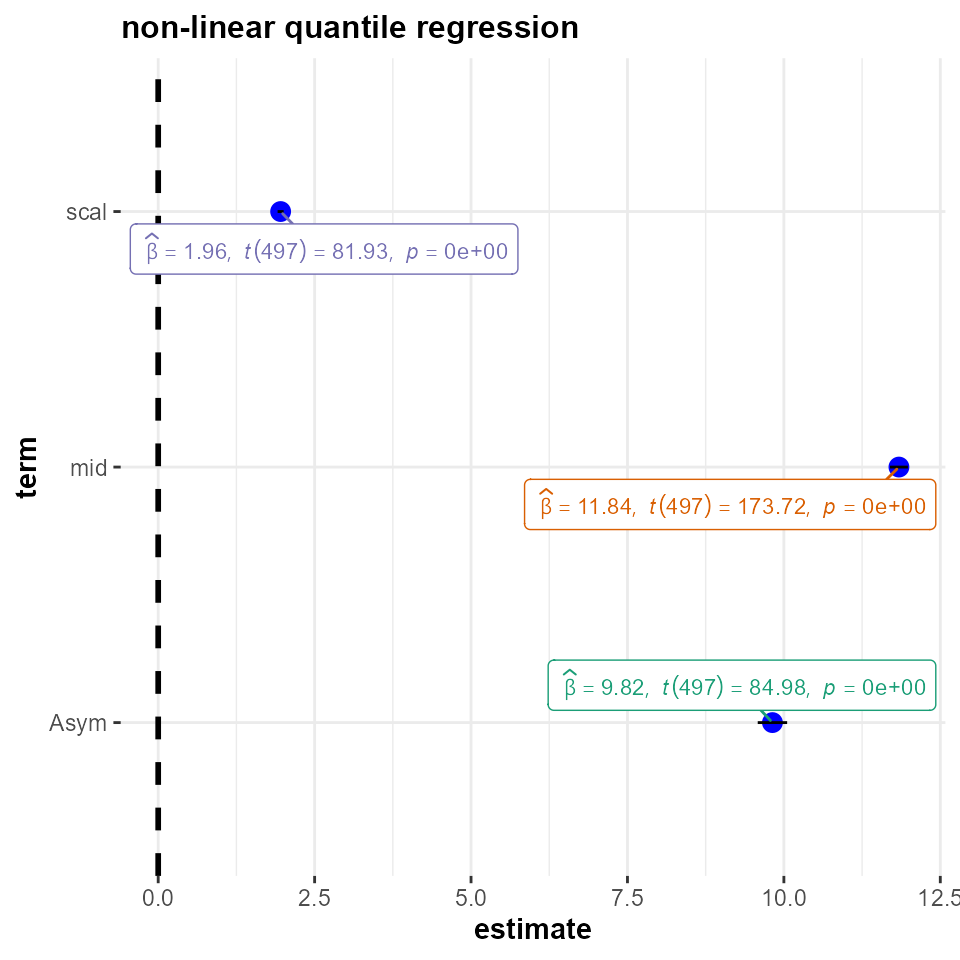 non-linear quantile regression
scal
β̂ = 1.96, t(497) = 81.93, p = 0e+00
term
mid
β̂ = 11.84, t(497) = 173.72, p = 0e+00
β̂ = 9.82, t(497) = 84.98, p = 0e+00
Asym
0.0 2.5 5.0 7.5 10.0 12.5
estimate